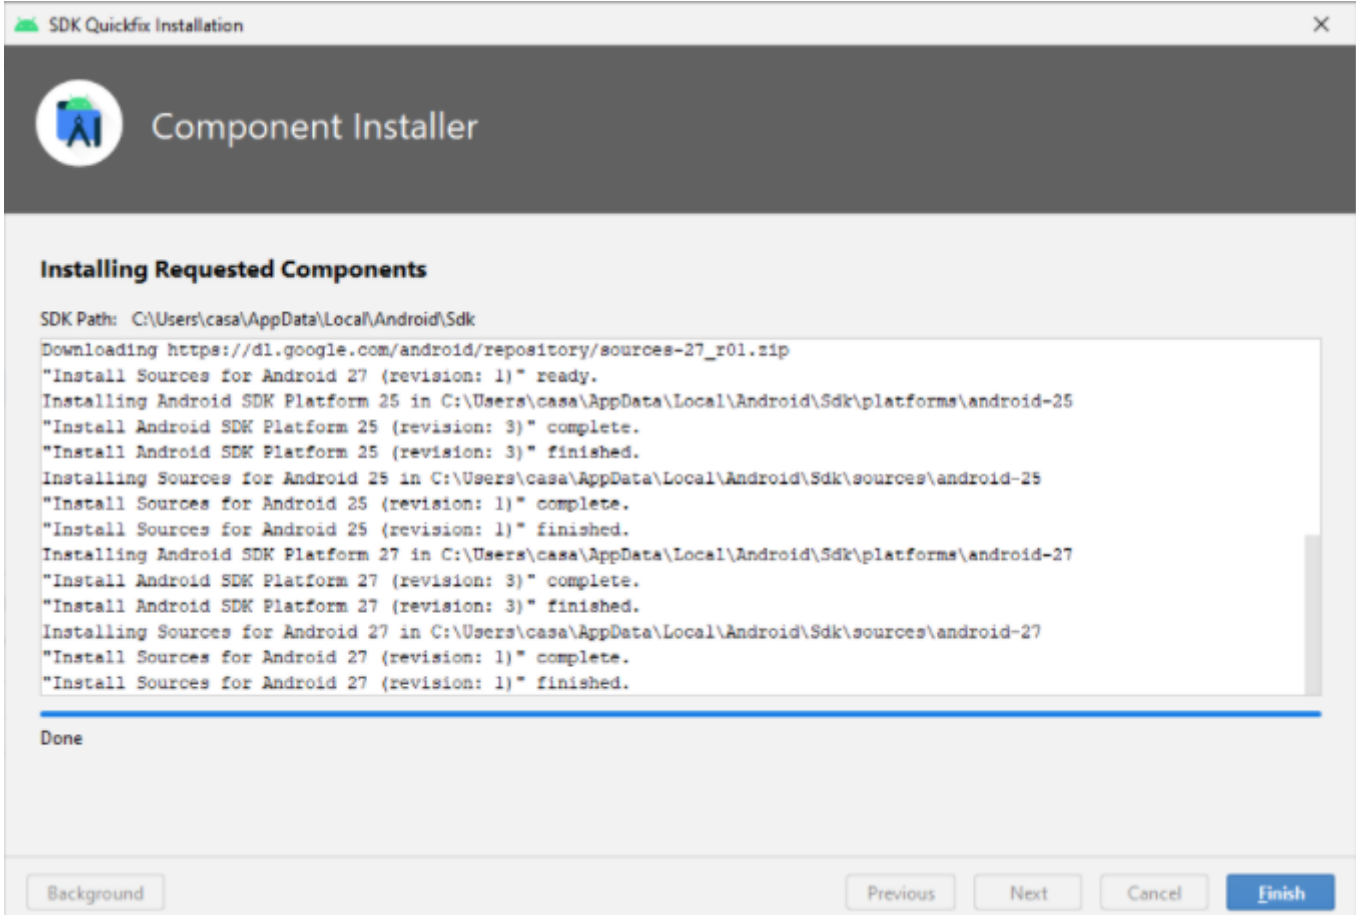 SDK Quickfix Installation
Component Installer
Installing Requested Components
SDK Path: C:\Users\casa\AppData\Local\Android\Sdk
Downloading https://dl.google.com/android/repository/sources-27_r01.zip
"Install Sources for Android 27 (revision: 1)" ready.
Installing Android SDK Platform 25 in C:\Users\casa\AppData\Local\Android\Sdk\platforms\android-25
"Install Android SDK Platform 25 (revision: 3)" complete.
"Install Android SDK Platform 25 (revision: 3)" finished.
Installing Sources for Android 25 in C:\Users\casa\AppData\Local\Android\Sdk\sources\android-25
"Install Sources for Android 25 (revision: 1)" complete.
"Install Sources for Android 25 (revision: 1)" finished.
Installing Android SDK Platform 27 in C:\Users\casa\AppData\Local\Android\Sdk\platforms\android-27
"Install Android SDK Platform 27 (revision: 3)" complete.
"Install Android SDK Platform 27 (revision: 3)" finished.
Installing Sources for Android 27 in C:\Users\casa\AppData\Local\Android\Sdk\sources\android-27
"Install Sources for Android 27 (revision: 1)" complete.
"Install Sources for Android 27 (revision: 1)" finished.
Done
Background Previous Next Cancel Finish